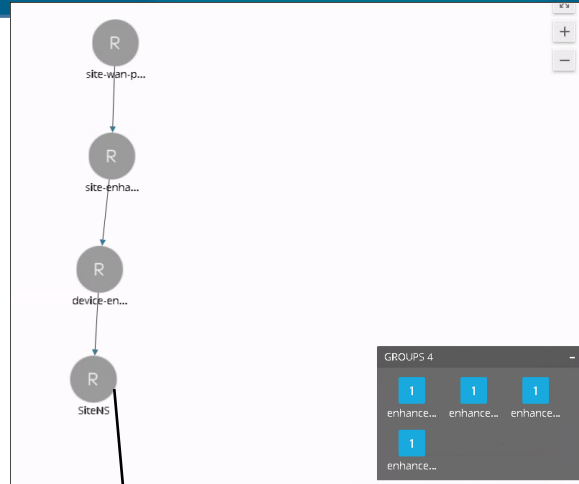 R
site-wan-p...
R
site-enha...
R
device-en...
R
SiteNS
GROUPS 4
1 1 1
enhance... enhance... enhance...
1
enhance...